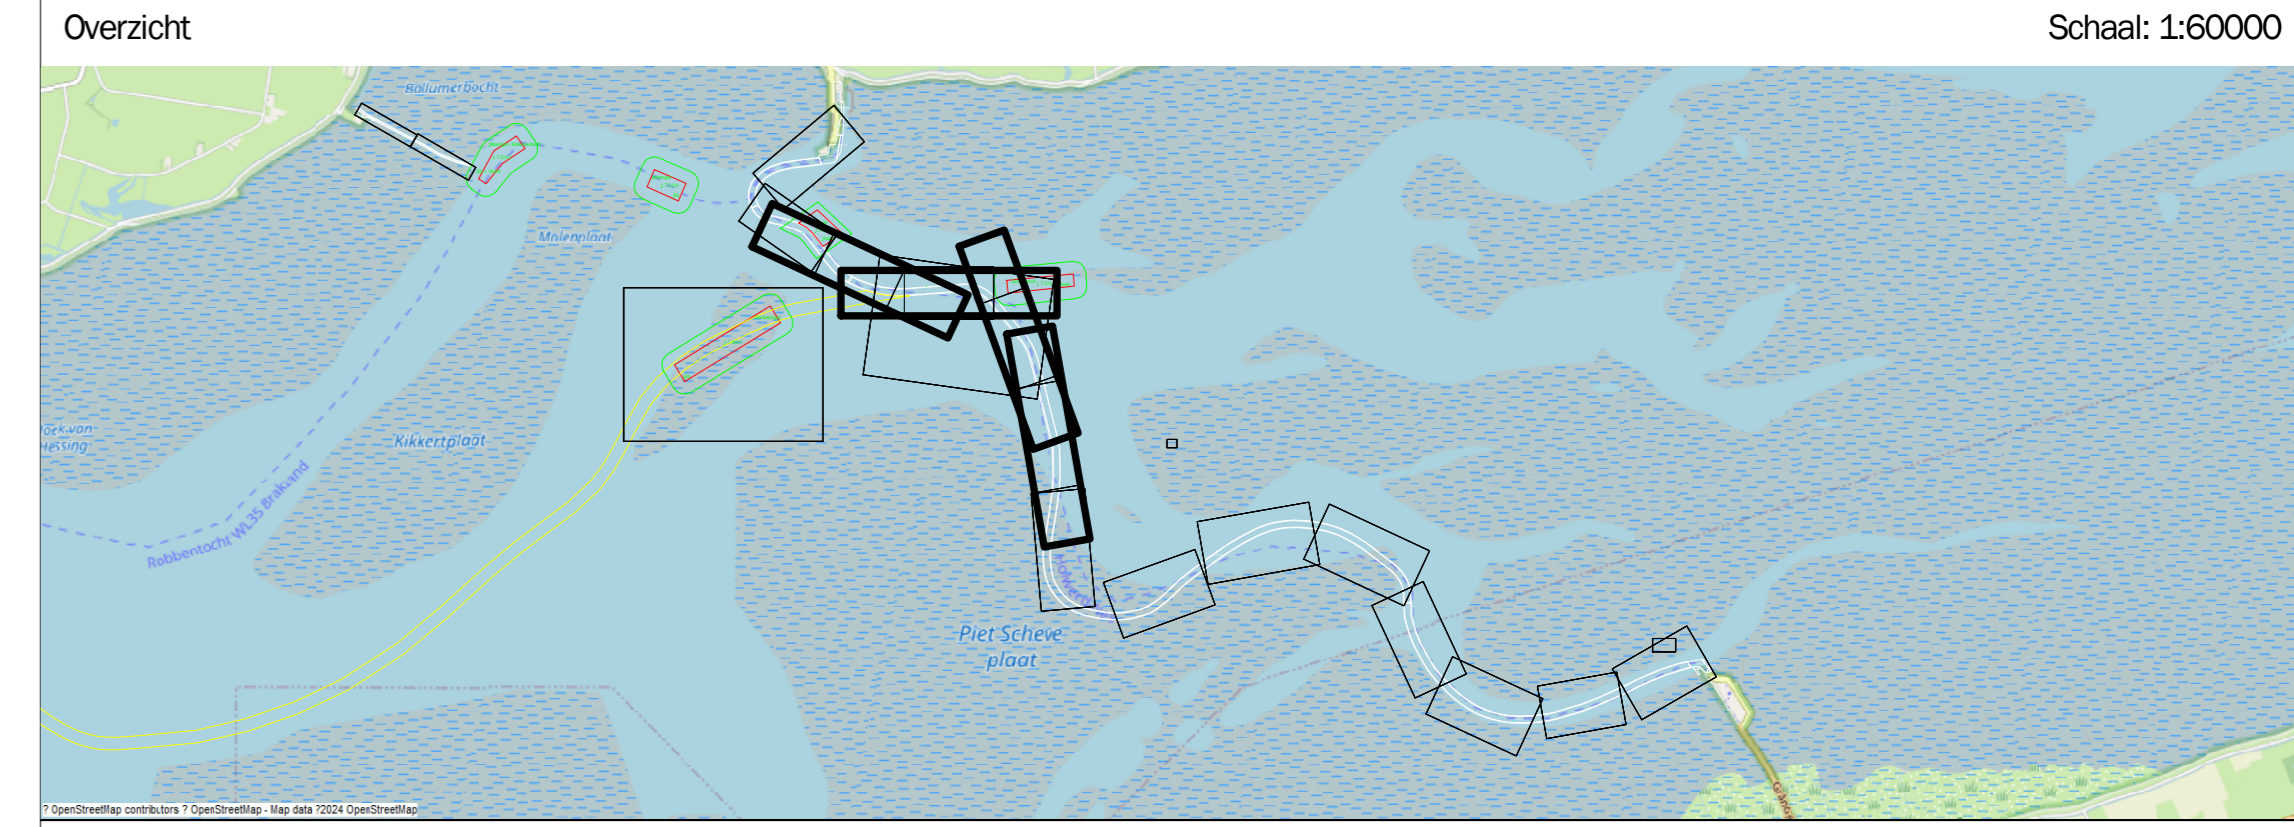 Overzicht
Schaal: 1:60000
Ballumerbocht
Molenplaat
Hessing
Kikkertplaat
Robbentocht WL35 Brakzand
Piet Scheve
plaat
? OpenStreetMap contributors ? OpenStreetMap - Map data ?2024 OpenStreetMap